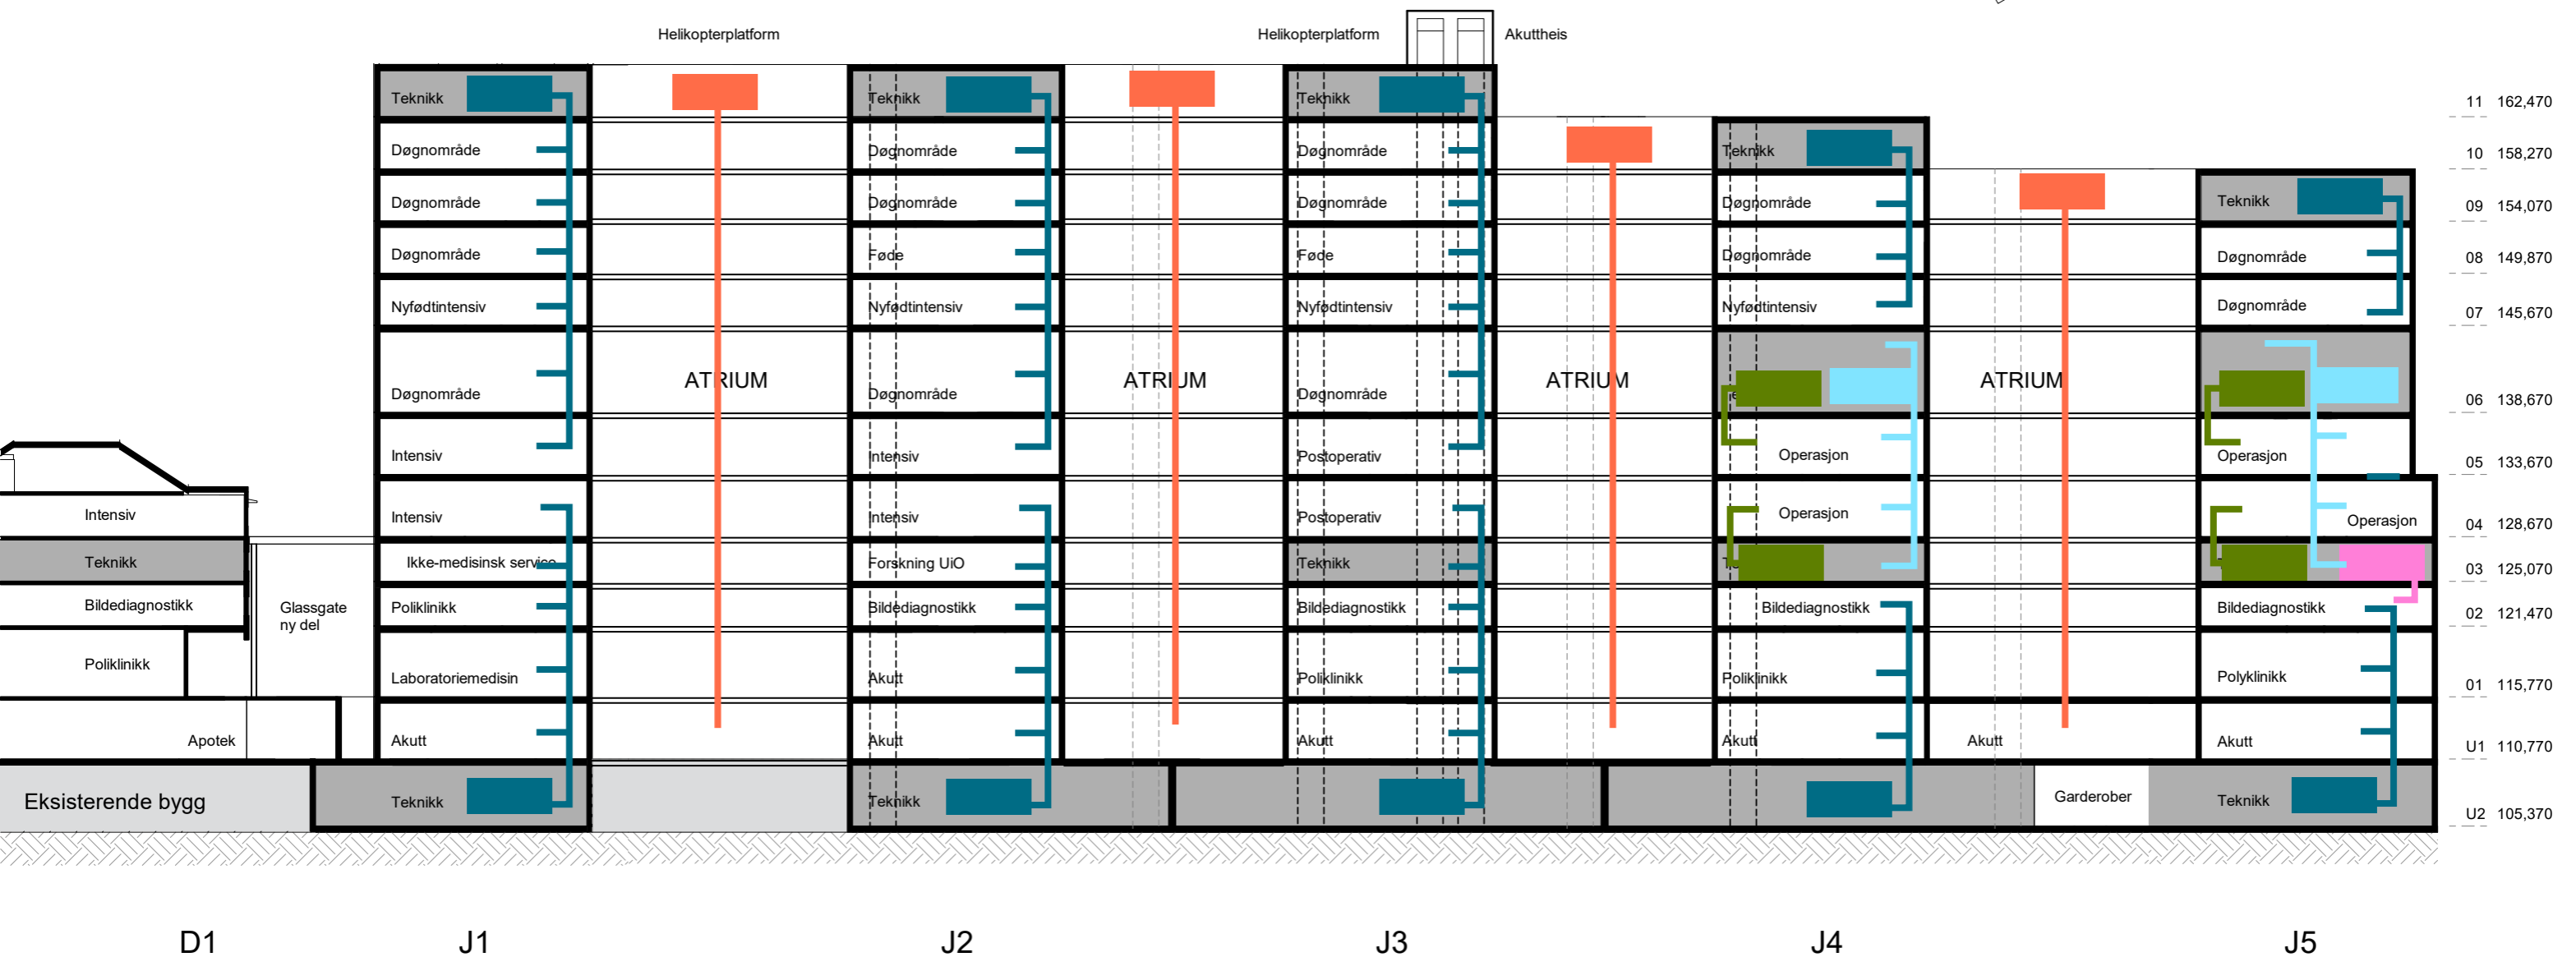 Helikopterplatform
Helikopterplatform
Akuttheis
Teknikk
Teknikk
Teknikk
11 162,470
Døgnområde
Døgnområde
Døgnområde
Teknikk
10 158,270
Døgnområde
Døgnområde
Døgnområde
Døgnområde
Teknikk
09 154,070
Døgnområde
Føde
Føde
Døgnområde
Døgnområde
08 149,870
Nyfødtintensiv
Nyfødtintensiv
Nyfødtintensiv
Nyfødtintensiv
Døgnområde
07 145,670
ATRIUM
ATRIUM
ATRIUM
ATRIUM
Døgnområde
Døgnområde
Døgnområde
06 138,670
Intensiv
Intensiv
Postoperativ
Operasjon
Operasjon
05 133,670
Intensiv
Intensiv
Intensiv
Postoperativ
Operasjon
Operasjon
04 128,670
Teknikk
Ikke-medisinsk service
Forskning UiO
Teknikk
03 125,070
Bildediagnostikk
Glassgate
ny del
Poliklinikk
Bildediagnostikk
Bildediagnostikk
Bildediagnostikk
Bildediagnostikk
02 121,470
Poliklinikk
Laboratoriemedisin
Akutt
Poliklinikk
Poliklinikk
Polyklinikk
01 115,770
Apotek
Akutt
Akutt
Akutt
Akutt
Akutt
Akutt
U1 110,770
Eksisterende bygg
Teknikk
Teknikk
Garderober
Teknikk
U2 105,370
D1
J1
J2
J3
J4
J5